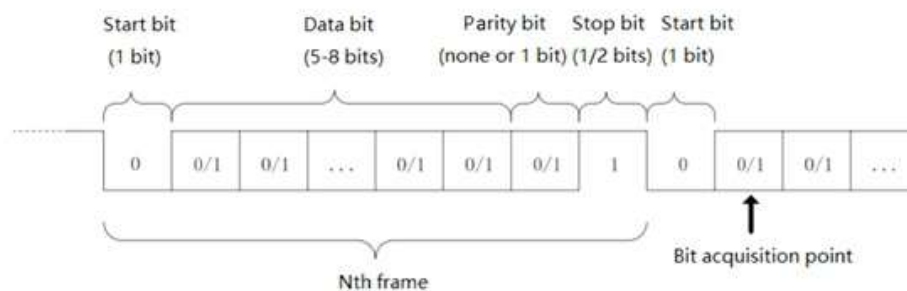 Start bit Data bit Parity bit Stop bit Start bit
(1 bit) (5-8 bits) (none or 1 bit) (1/2 bits) (1 bit)
0 0/1 0/1 ... 0/1 0/1 0/1 1 0 0/1 0/1 ...
Bit acquisition point
Nth frame